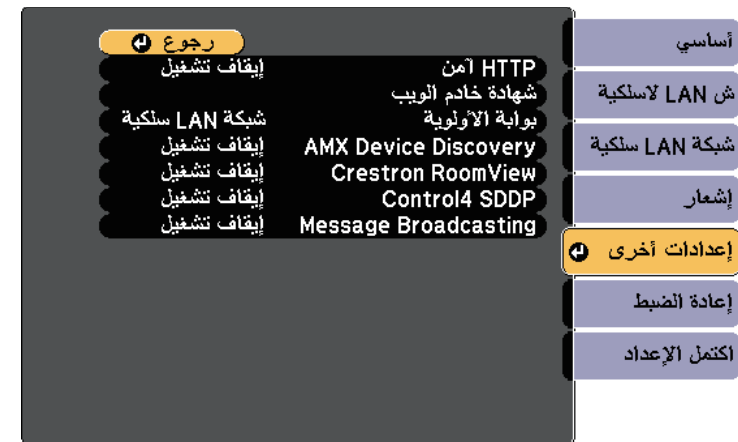 أساسي
ش LAN لاسلكية
شبكة LAN سلكية
إشعار
إعدادات أخرى
إعادة الضبط
اكتمل الإعداد
رجوع
HTTP آمن إيقاف تشغيل
شهادة خادم الويب
بوابة الأولوية شبكة LAN سلكية
AMX Device Discovery إيقاف تشغيل
Crestron RoomView إيقاف تشغيل
Control4 SDDP إيقاف تشغيل
Message Broadcasting إيقاف تشغيل